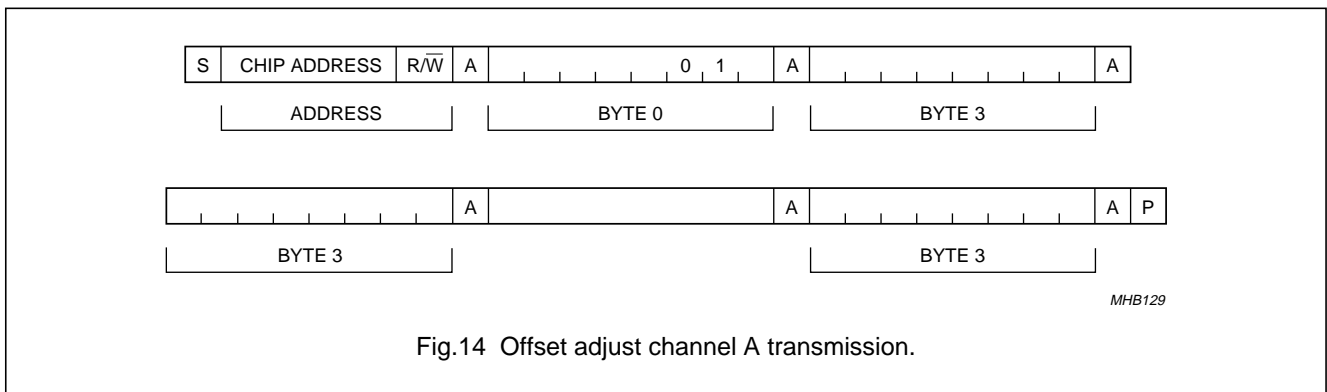 S CHIP ADDRESS R/W̅ A 0 1 A A
ADDRESS BYTE 0 BYTE 3
A A A P
BYTE 3 BYTE 3
MHB129
Fig.14 Offset adjust channel A transmission.